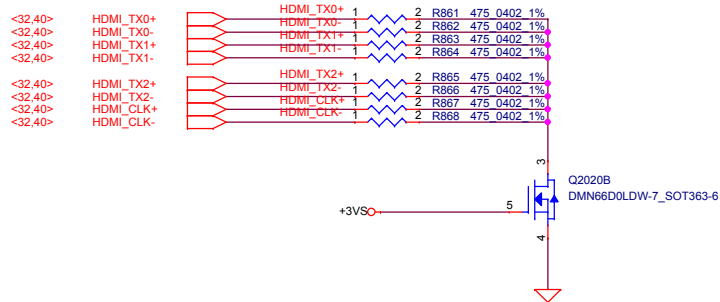 <32,40> HDMI_TX0+ HDMI_TX0+ 1 2 R861 475_0402_1%
<32,40> HDMI_TX0- HDMI_TX0- 1 2 R862 475_0402_1%
<32,40> HDMI_TX1+ HDMI_TX1+ 1 2 R863 475_0402_1%
<32,40> HDMI_TX1- HDMI_TX1- 1 2 R864 475_0402_1%
<32,40> HDMI_TX2+ HDMI_TX2+ 1 2 R865 475_0402_1%
<32,40> HDMI_TX2- HDMI_TX2- 1 2 R866 475_0402_1%
<32,40> HDMI_CLK+ HDMI_CLK+ 1 2 R867 475_0402_1%
<32,40> HDMI_CLK- HDMI_CLK- 1 2 R868 475_0402_1%
3
Q2020B
DMN66D0LDW-7_SOT363-6
+3VS 5
4